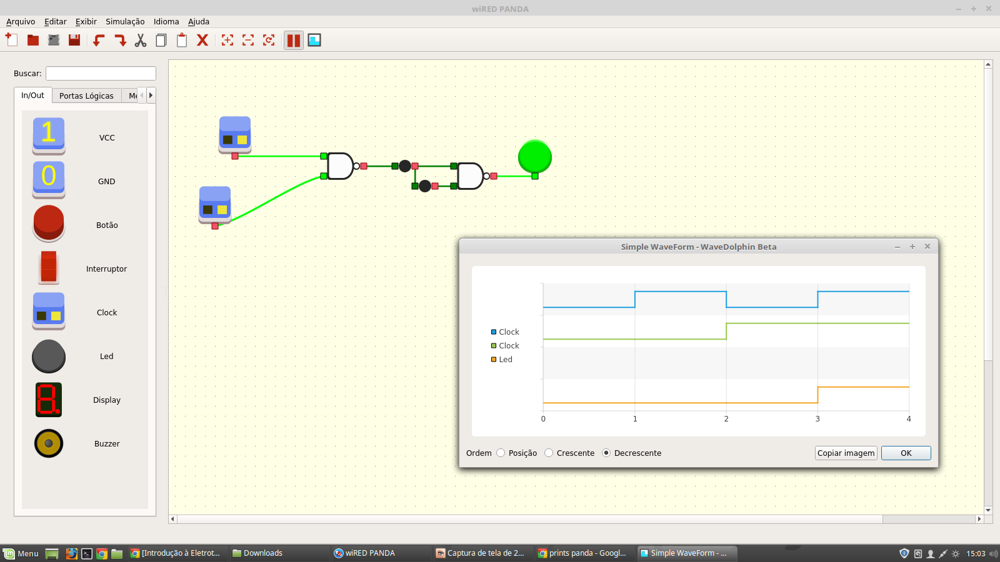 wiRED PANDA
Arquivo Editar Exibir Simulação Idioma Ajuda
Buscar:
In/Out Portas Lógicas
1 VCC
0 GND
Botão
Interruptor
Clock
Led
8. Display
Buzzer
Simple WaveForm - WaveDolphin Beta
Clock
Clock
Led
0 1 2 3 4
Ordem Posição Crescente Decrescente Copiar imagem OK
Menu [Introdução à Eletrot... Downloads wiRED PANDA Captura de tela de 2... prints panda - Googl... Simple WaveForm - ... 15:03